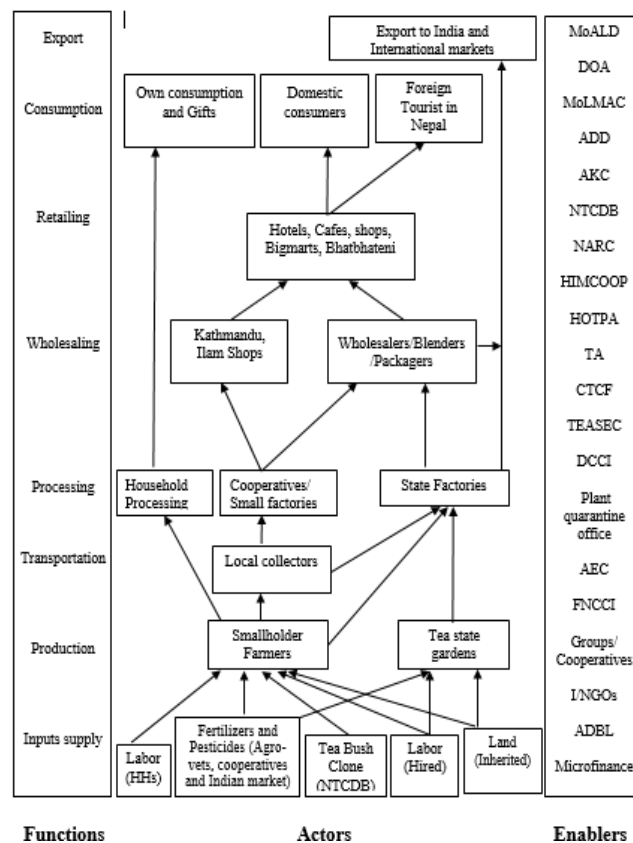 Export
Export to India and
International markets
MoALD
DOA
Consumption
Own consumption
and Gifts
Domestic
consumers
Foreign
Tourist in
Nepal
MoLMAC
ADD
AKC
Retailing
Hotels, Cafes, shops,
Bigmarts, Bhatbhateni
NTCDB
NARC
HIMCOOP
HOTPA
Wholesaling
Kathmandu,
Ilam Shops
Wholesalers/Blenders
/Packagers
TA
CTCF
TEASEC
DCCI
Processing
Household
Processing
Cooperatives/
Small factories
State Factories
Plant
quarantine
office
Transportation
Local collectors
AEC
FNCCI
Production
Smallholder
Farmers
Tea state
gardens
Groups/
Cooperatives
I/NGOs
Inputs supply
Labor
(HHs)
Fertilizers and
Pesticides (Agro-
vets, cooperatives
and Indian market)
Tea Bush
Clone
(NTCDB)
Labor
(Hired)
Land
(Inherited)
ADBL
Microfinance
Functions
Actors
Enablers